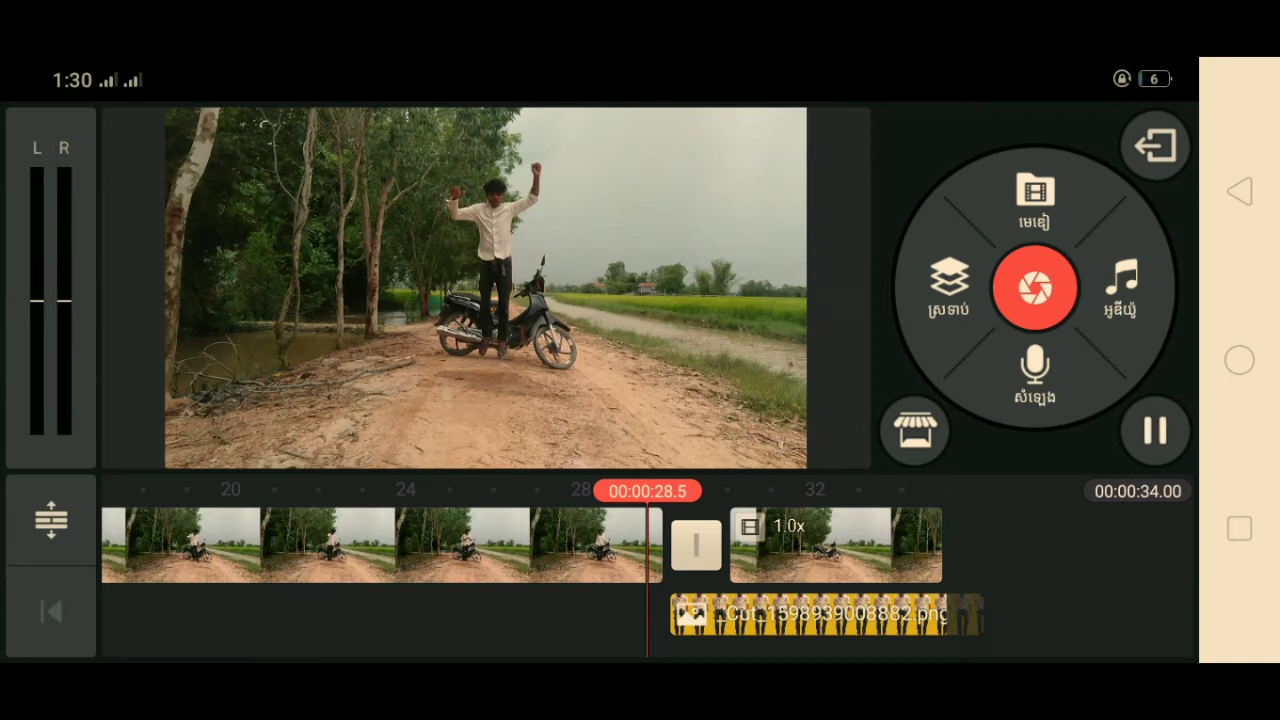 1:30
6
L R
មេឌៀ
ស្រទាប់
អូឌីយ៉ូ
សំឡេង
20 24 28 00:00:28.5 32 00:00:34.00
1.0x
_Cut_1598939008882.png